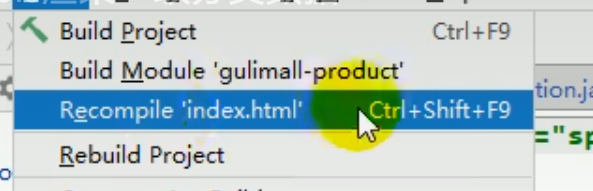 Build Project Ctrl+F9
Build Module 'gulimall-product'
tion.ja
Recompile 'index.html' Ctrl+Shift+F9
="sp
Rebuild Project